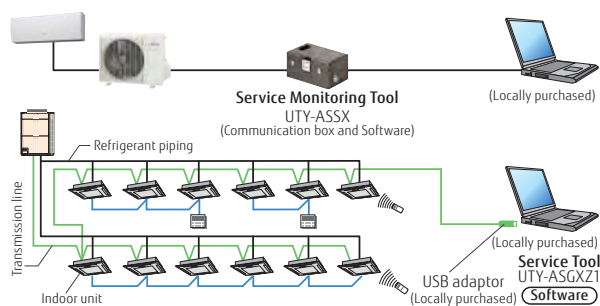 Service Monitoring Tool
UTY-ASSX
(Communication box and Software)
(Locally purchased)
Refrigerant piping
Transmission line
Indoor unit
USB adaptor
(Locally purchased)
(Locally purchased)
Service Tool
UTY-ASGXZ1
Software